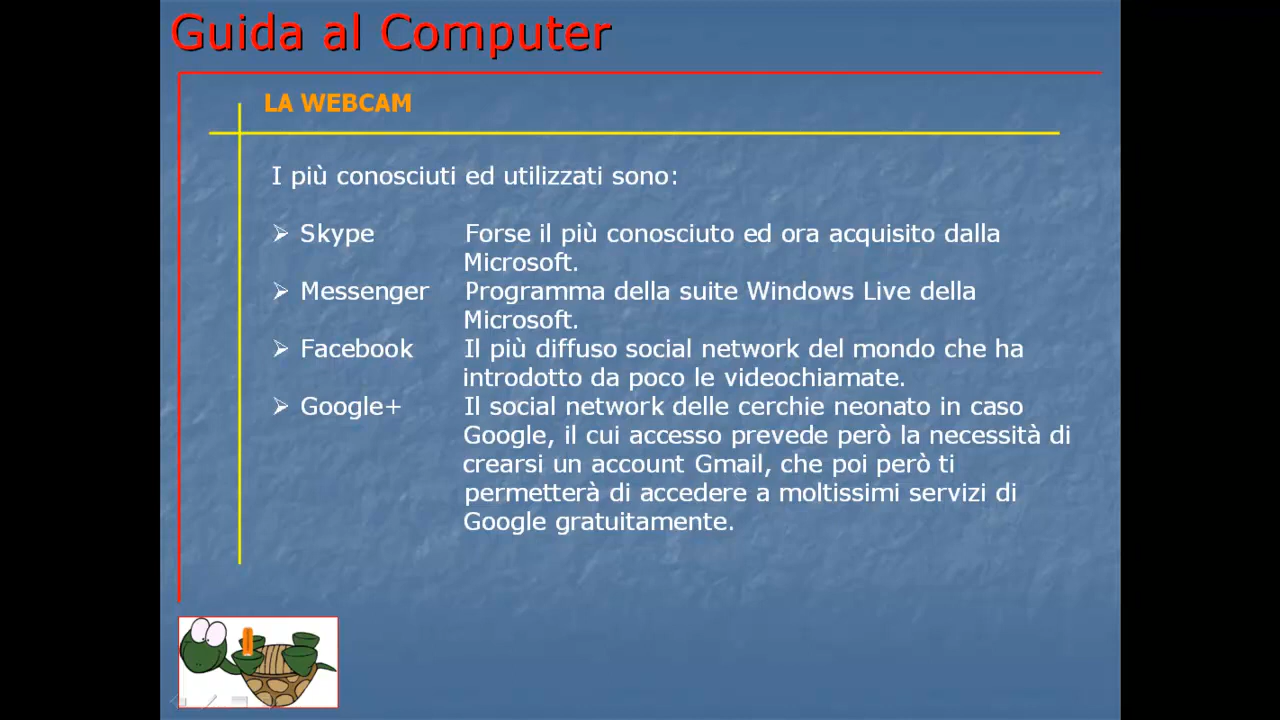 Guida al Computer
LA WEBCAM
I più conosciuti ed utilizzati sono:
Skype Forse il più conosciuto ed ora acquisito dalla
Microsoft.
Messenger Programma della suite Windows Live della
Microsoft.
Facebook Il più diffuso social network del mondo che ha
introdotto da poco le videochiamate.
Google+ Il social network delle cerchie neonato in caso
Google, il cui accesso prevede però la necessità di
crearsi un account Gmail, che poi però ti
permetterà di accedere a moltissimi servizi di
Google gratuitamente.